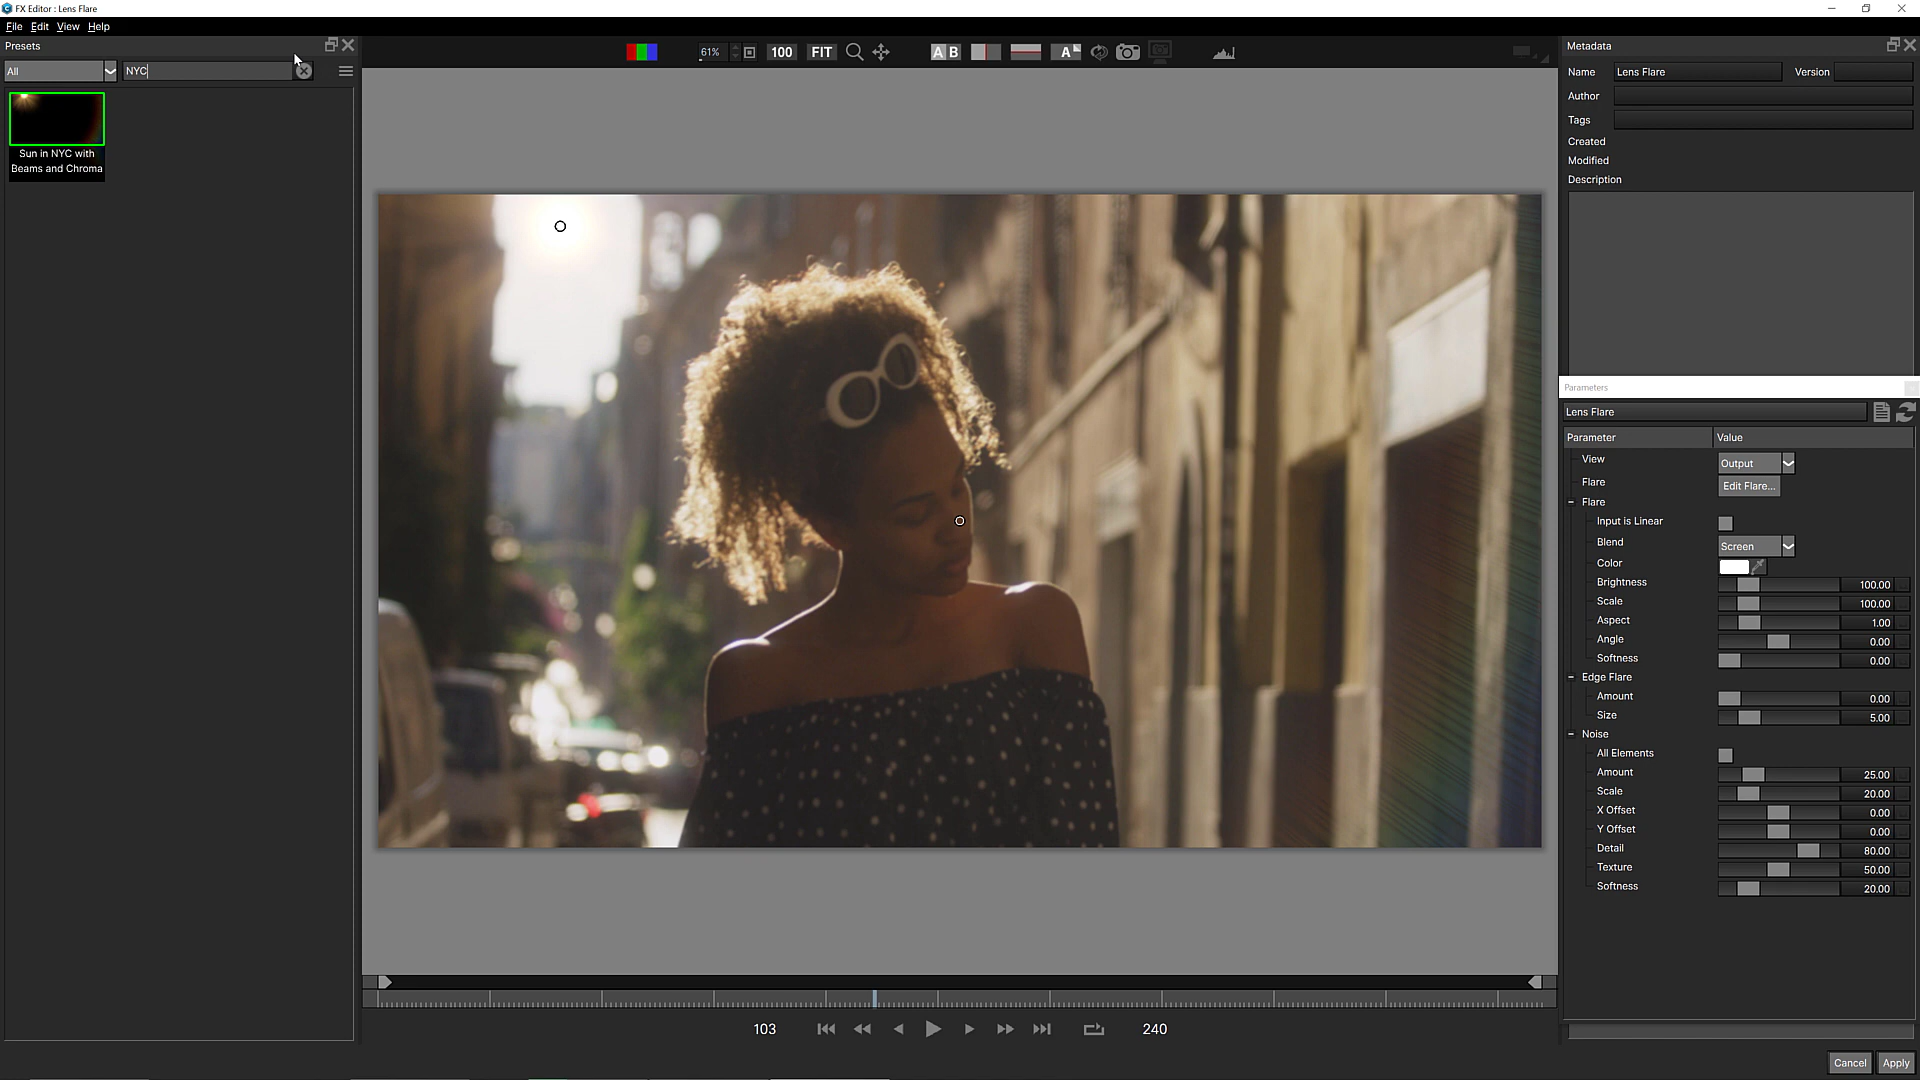 FX Editor : Lens Flare
File Edit View Help
Presets
All
NYC
Sun in NYC with
Beams and Chroma
61%
100
FIT
A B
A
103
240
Metadata
Name Lens Flare Version
Author
Tags
Created
Modified
Description
Parameters
Lens Flare
Parameter Value
View Output
Flare Edit Flare...
Flare
Input is Linear
Blend Screen
Color
Brightness 100.00
Scale 100.00
Aspect 1.00
Angle 0.00
Softness 0.00
Edge Flare
Amount 0.00
Size 5.00
Noise
All Elements
Amount 25.00
Scale 20.00
X Offset 0.00
Y Offset 0.00
Detail 80.00
Texture 50.00
Softness 20.00
Cancel Apply